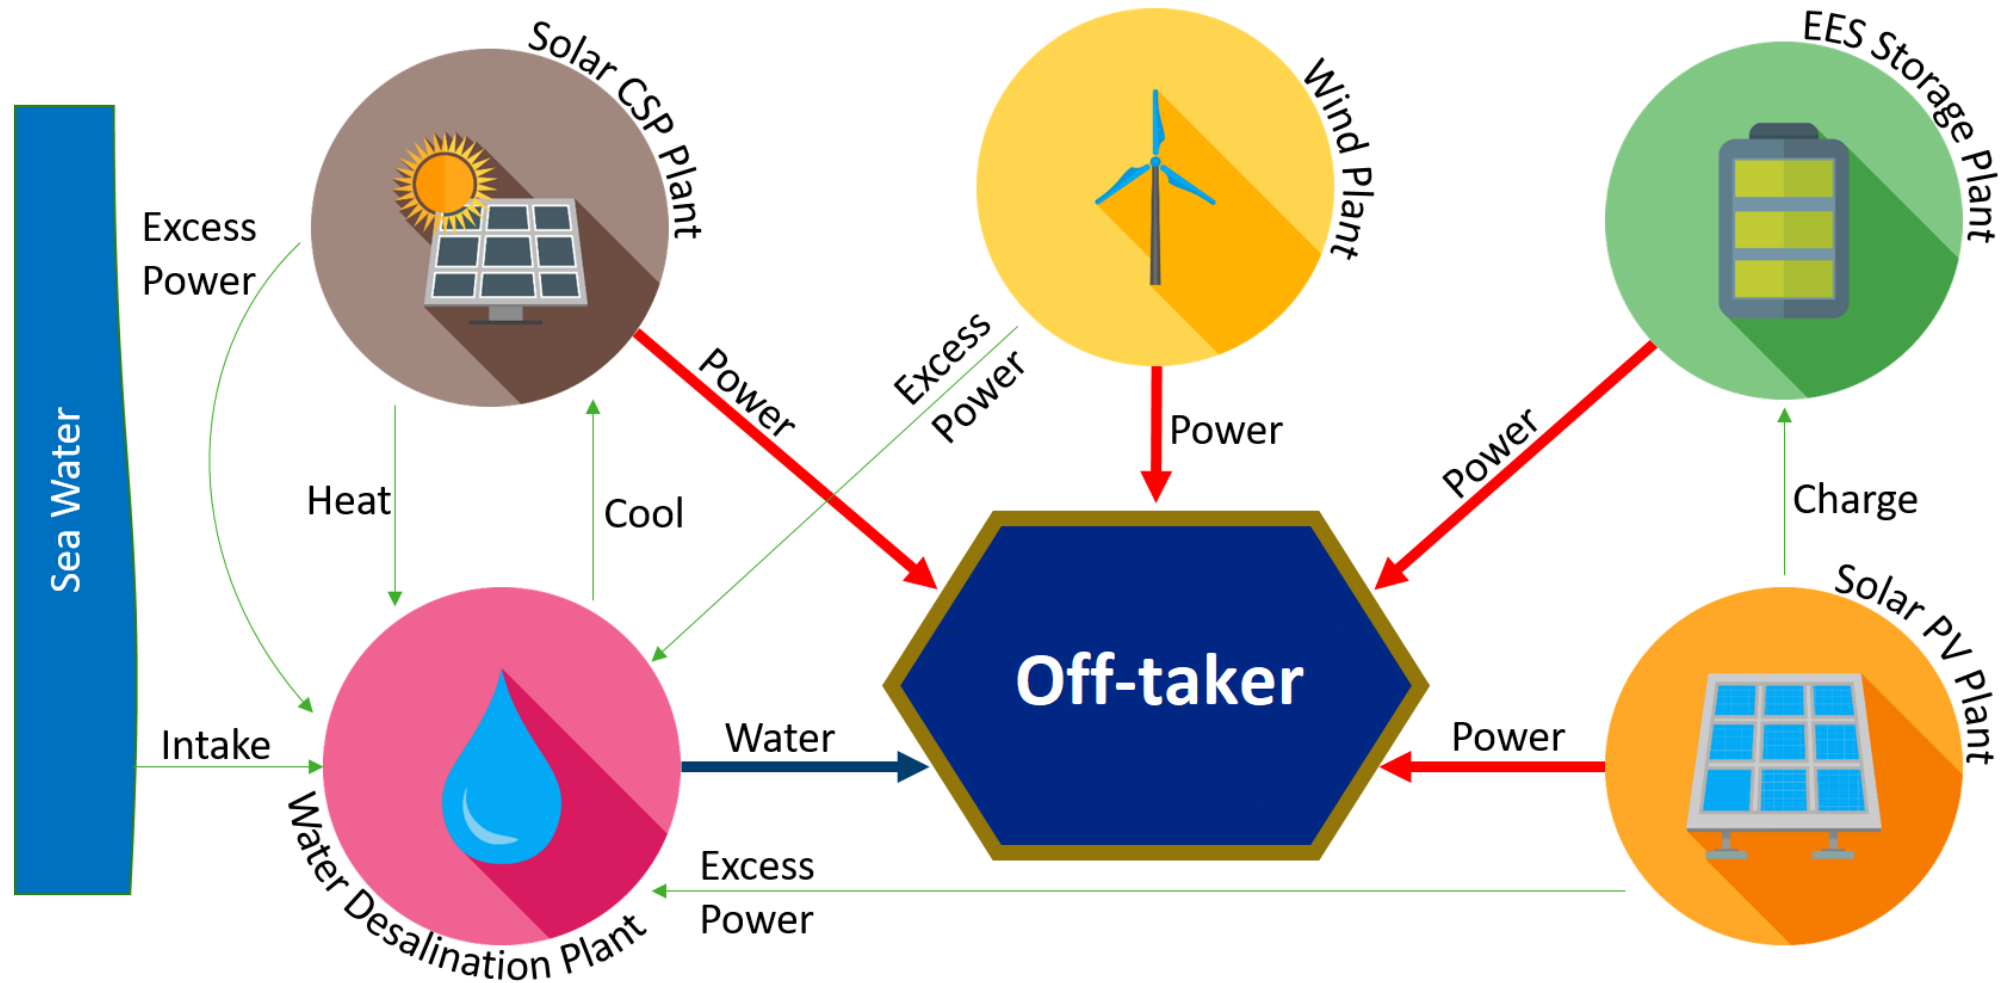 Solar CSP Plant
Wind Plant
EES Storage Plant
Excess
Power
Sea Water
Power
Excess
Power
Power
Power
Heat
Cool
Charge
Solar PV Plant
Off-taker
Intake
Water
Power
Water Desalination Plant
Excess
Power